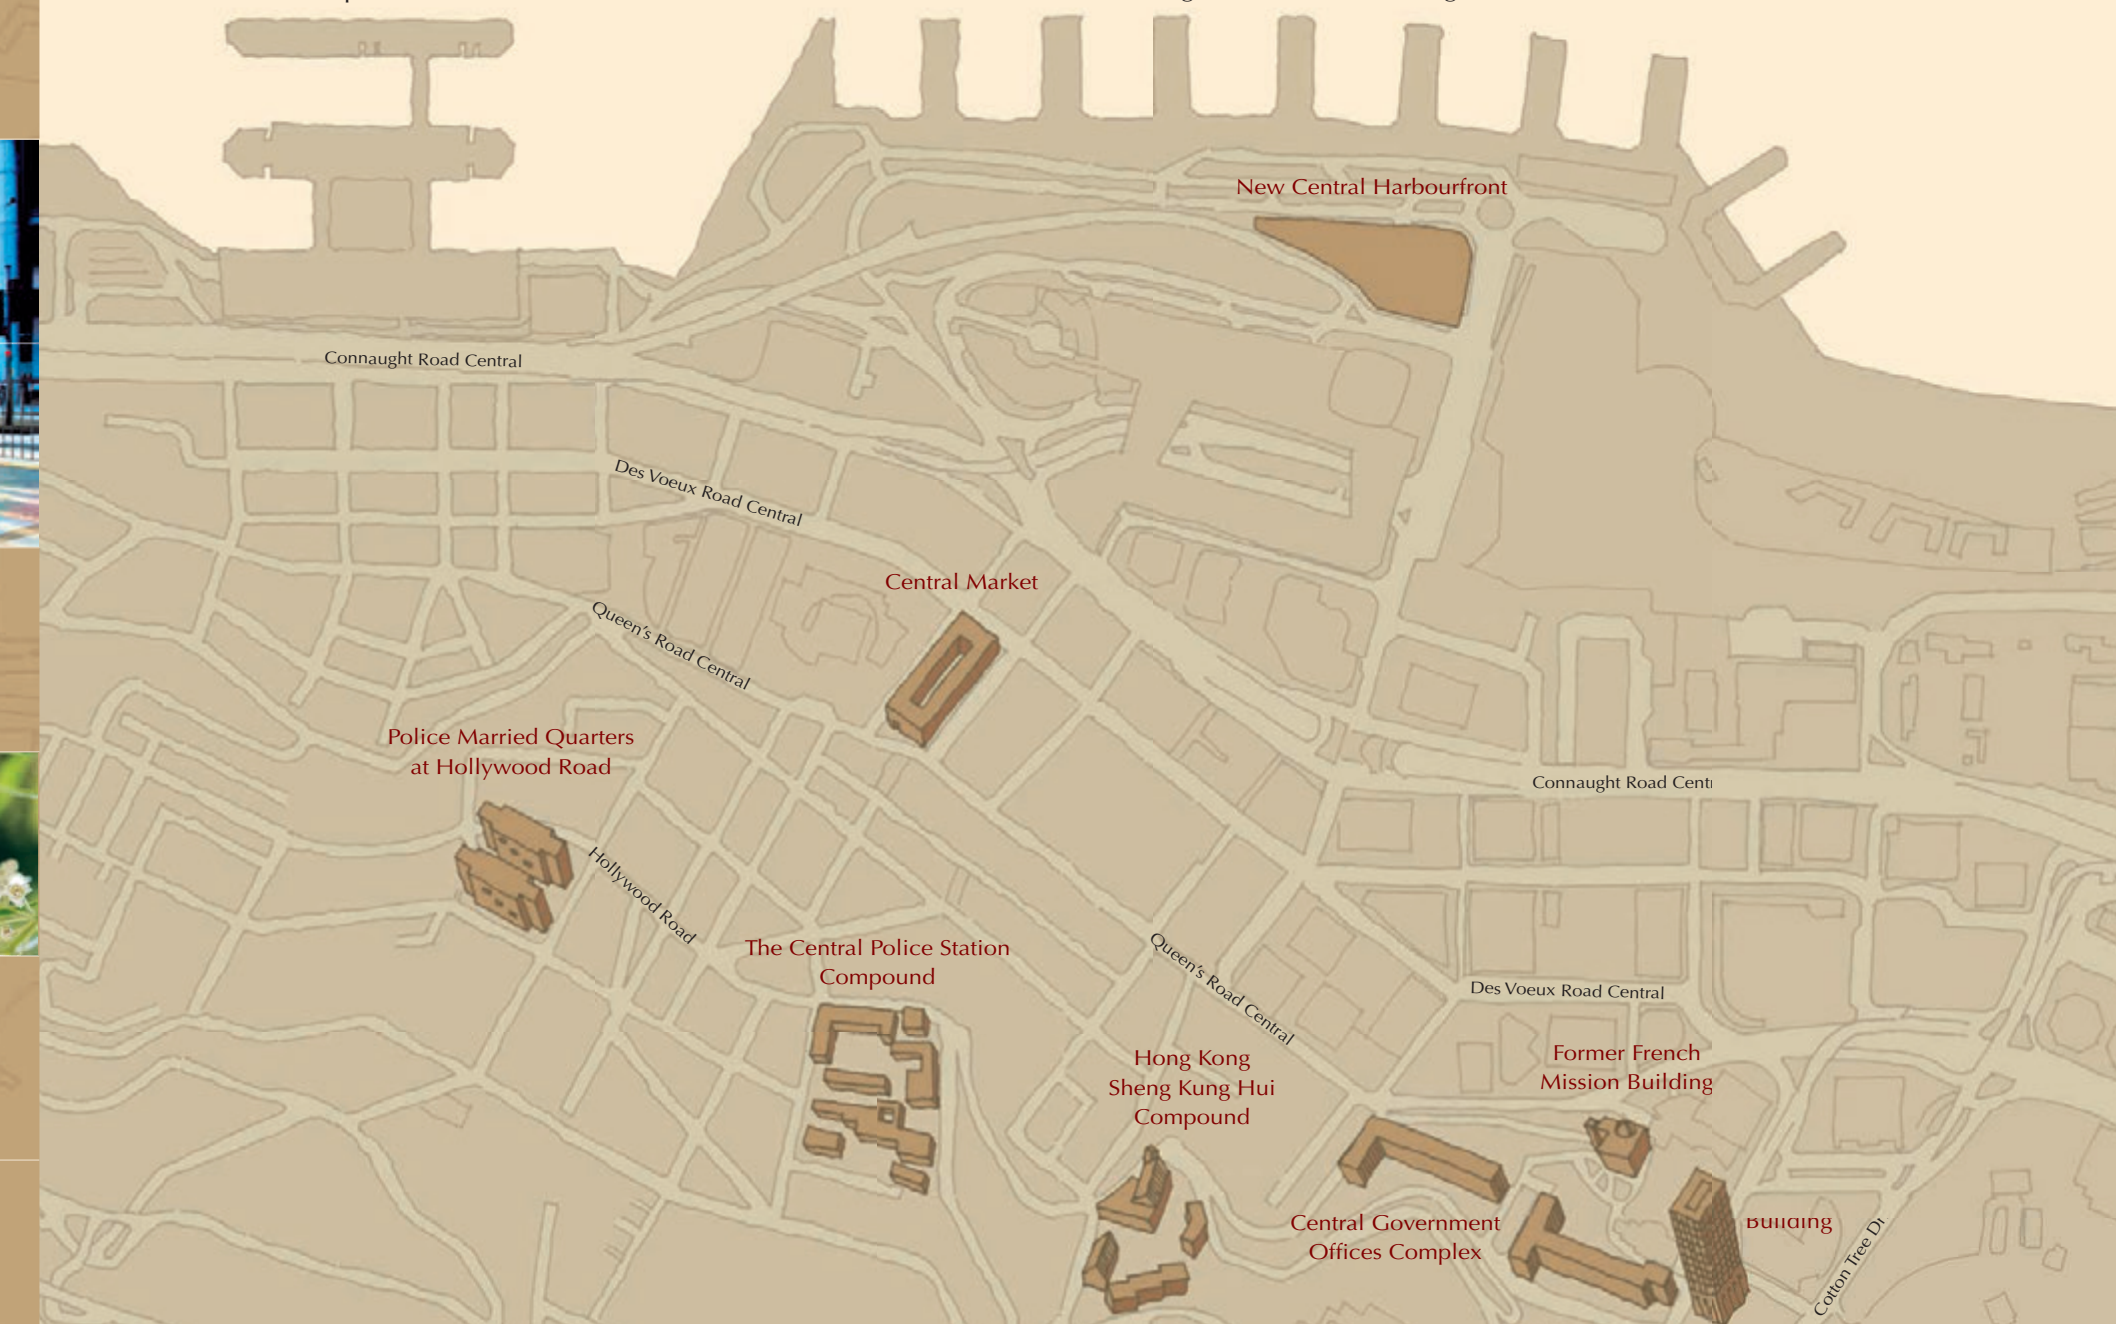 New Central Harbourfront
Connaught Road Central
Des Voeux Road Central
Central Market
Queen's Road Central
Police Married Quarters
at Hollywood Road
Connaught Road
Hollywood Road
The Central Police Station
Compound
Queen's Road Central
Des Voeux Road Central
Hong Kong
Sheng Kung Hui
Compound
Former French
Mission Building
Central Government
Offices Complex
Building
Cotton Tree